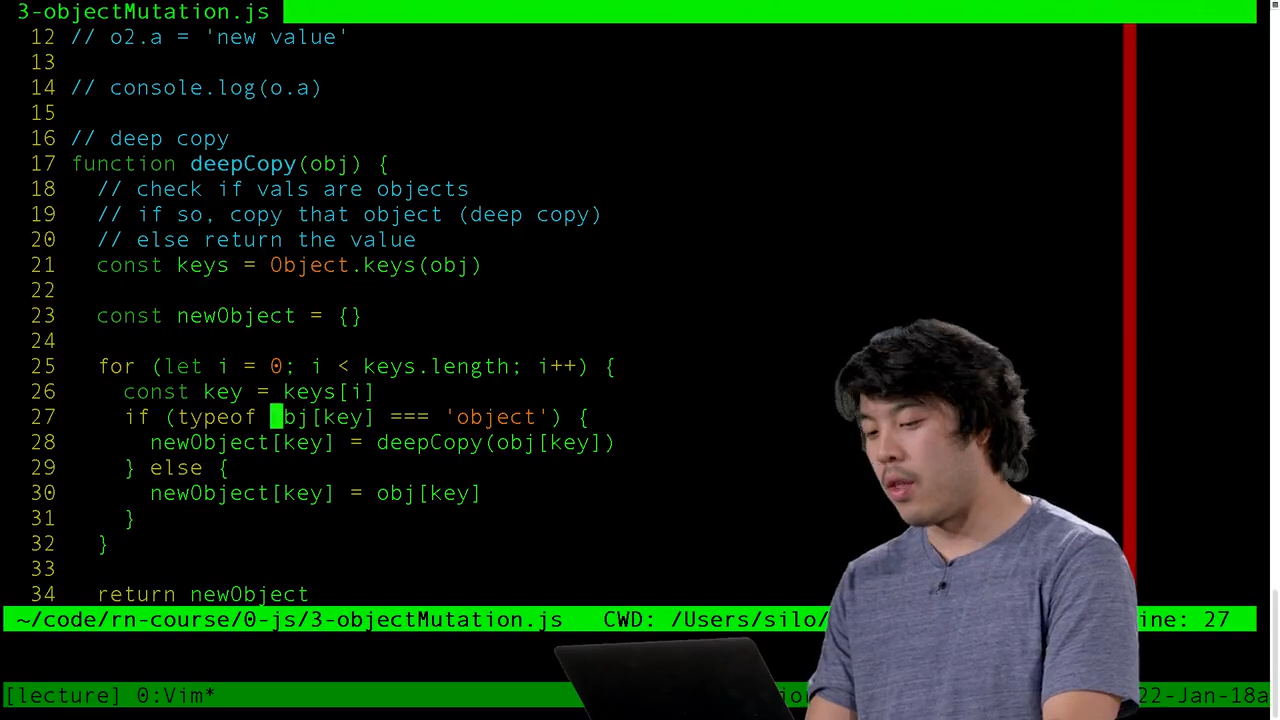 3-objectMutation.js
12 // o2.a = 'new value'
13
14 // console.log(o.a)
15
16 // deep copy
17 function deepCopy(obj) {
18   // check if vals are objects
19   // if so, copy that object (deep copy)
20   // else return the value
21   const keys = Object.keys(obj)
22
23   const newObject = {}
24
25   for (let i = 0; i < keys.length; i++) {
26     const key = keys[i]
27     if (typeof obj[key] === 'object') {
28       newObject[key] = deepCopy(obj[key])
29     } else {
30       newObject[key] = obj[key]
31     }
32   }
33
34   return newObject
~/code/rn-course/0-js/3-objectMutation.js   CWD: /Users/silo/ ine: 27
[lecture] 0:Vim* 22-Jan-18